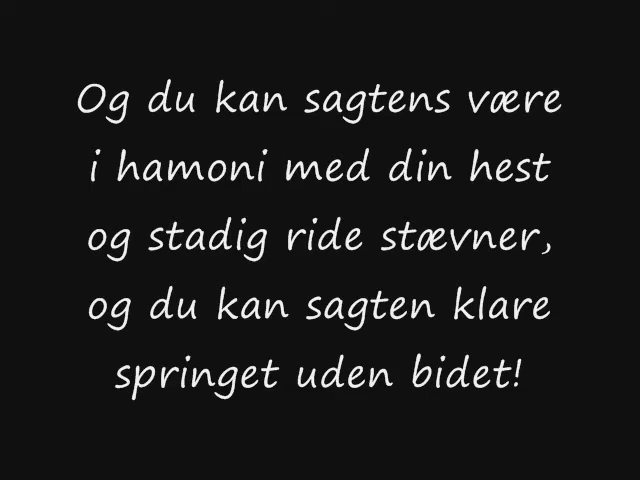 Og du kan sagtens være
i hamoni med din hest
og stadig ride stævner,
og du kan sagten klare
springet uden bidet!